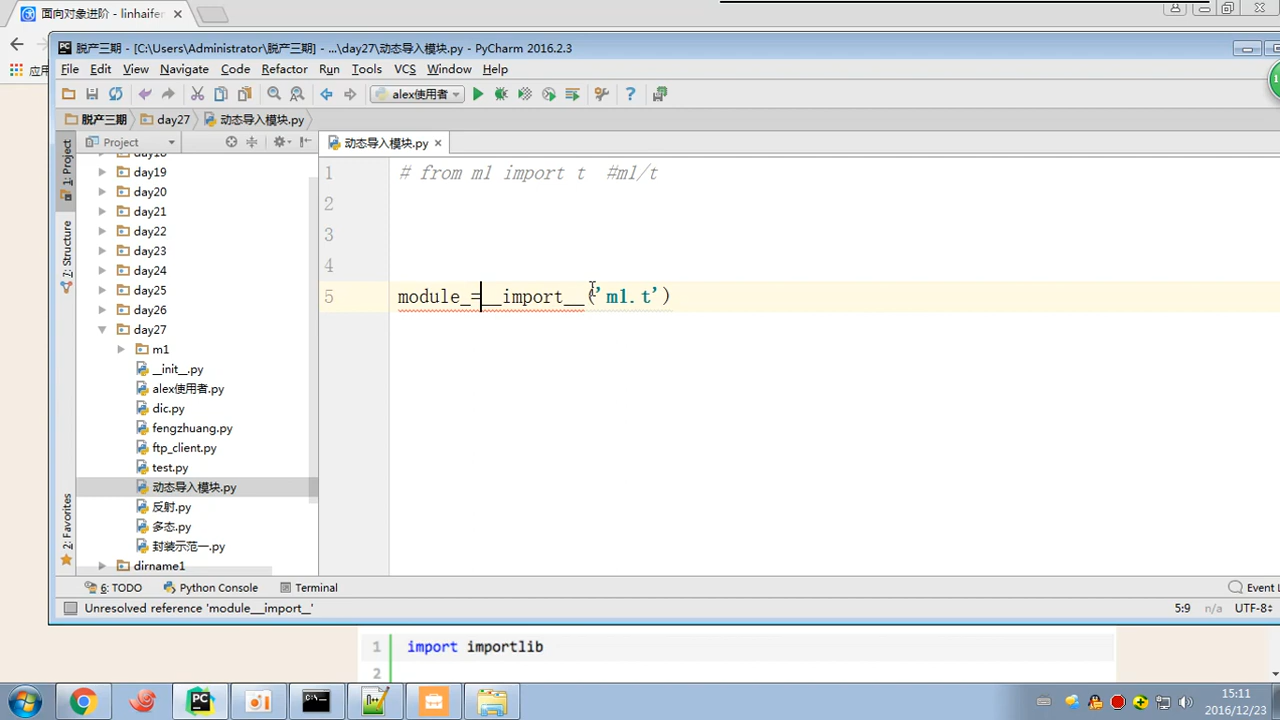 面向对象进阶 - linhaifen
脱产三期 - [C:\Users\Administrator\脱产三期] - ...\day27\动态导入模块.py - PyCharm 2016.2.3
应用
File Edit View Navigate Code Refactor Run Tools VCS Window Help
alex使用者
脱产三期 day27 动态导入模块.py
Project
动态导入模块.py
1: Project
7: Structure
2: Favorites
day18
day19
day20
day21
day22
day23
day24
day25
day26
day27
m1
__init__.py
alex使用者.py
dic.py
fengzhuang.py
ftp_client.py
test.py
动态导入模块.py
反射.py
多态.py
封装示范一.py
dirname1
1 # from m1 import t #m1/t
2
3
4
5 module_=__import__('m1.t')
6: TODO Python Console Terminal Event L
Unresolved reference 'module__import_' 5:9 n/a UTF-8
1 import importlib
2
15:11
2016/12/23